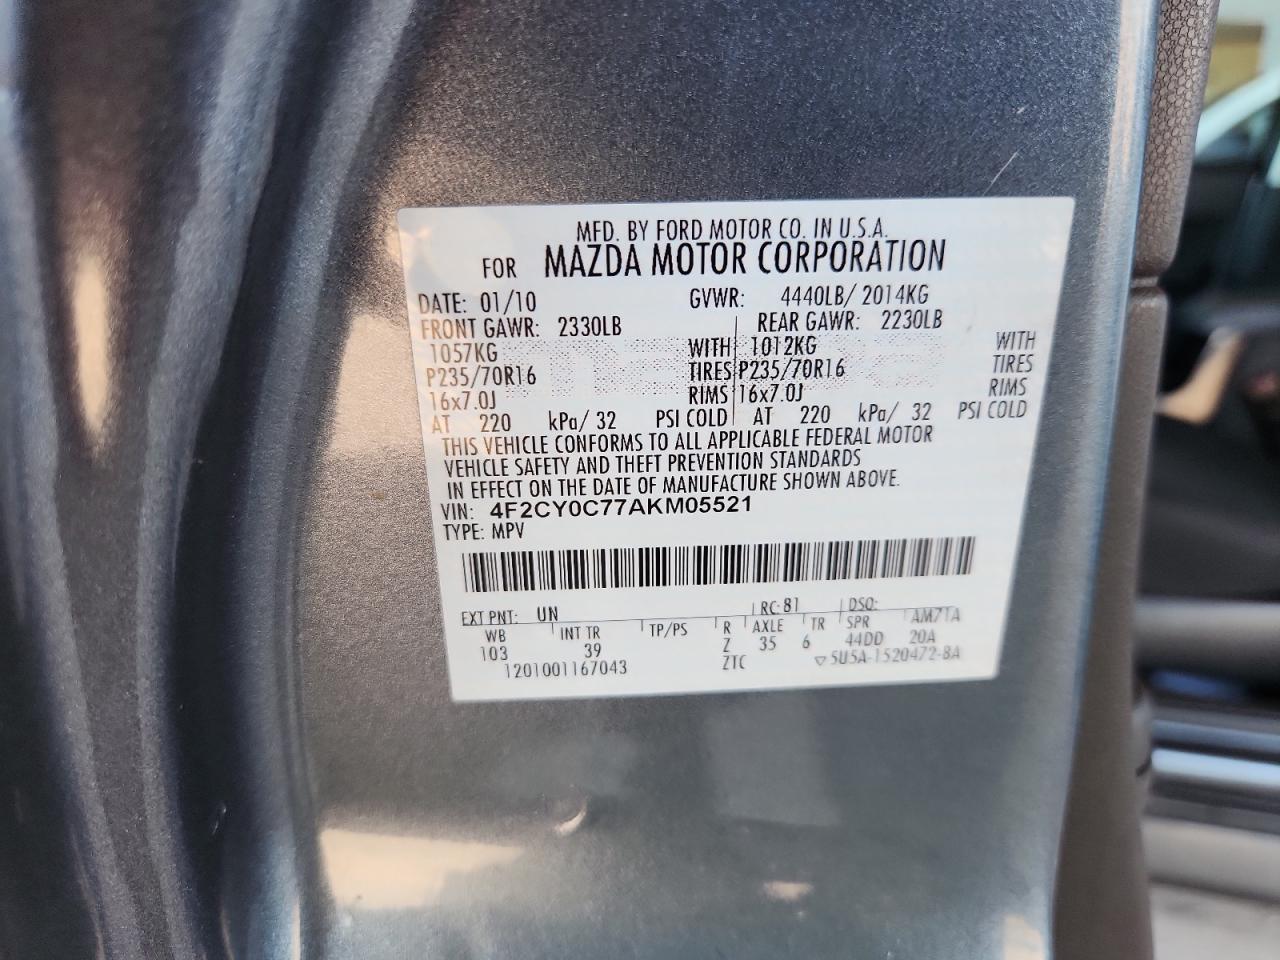 MFD. BY FORD MOTOR CO. IN U.S.A.
FOR MAZDA MOTOR CORPORATION
DATE: 01/10 GVWR: 4440LB/ 2014KG
FRONT GAWR: 2330LB REAR GAWR: 2230LB
1057KG WITH 1012KG WITH
P235/70R16 TIRES P235/70R16 TIRES
16x7.0J RIMS 16x7.0J RIMS
AT 220 kPa/ 32 PSI COLD AT 220 kPa/ 32 PSI COLD
THIS VEHICLE CONFORMS TO ALL APPLICABLE FEDERAL MOTOR
VEHICLE SAFETY AND THEFT PREVENTION STANDARDS
IN EFFECT ON THE DATE OF MANUFACTURE SHOWN ABOVE.
VIN: 4F2CY0C77AKM05521
TYPE: MPV
EXT PNT: UN RC: 81 DSO:
WB INT TR TP/PS R AXLE TR SPR AM7TA
103 39 Z 35 6 44DD 20A
1201001167043 ZTC 5U5A-1520472-BA